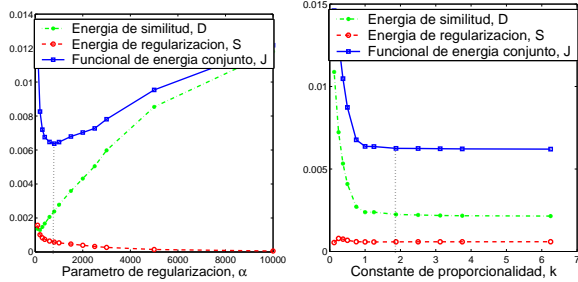 0.014
0.012
0.01
0.008
0.006
0.004
0.002
0
0 2000 4000 6000 8000 10000
Parametro de regularizacion, α
Energia de similitud, D
Energia de regularizacion, S
Funcional de energia conjunto, J
0.015
0.01
0.005
0
0 1 2 3 4 5 6 7
Constante de proporcionalidad, k
Energia de similitud, D
Energia de regularizacion, S
Funcional de energia conjunto, J